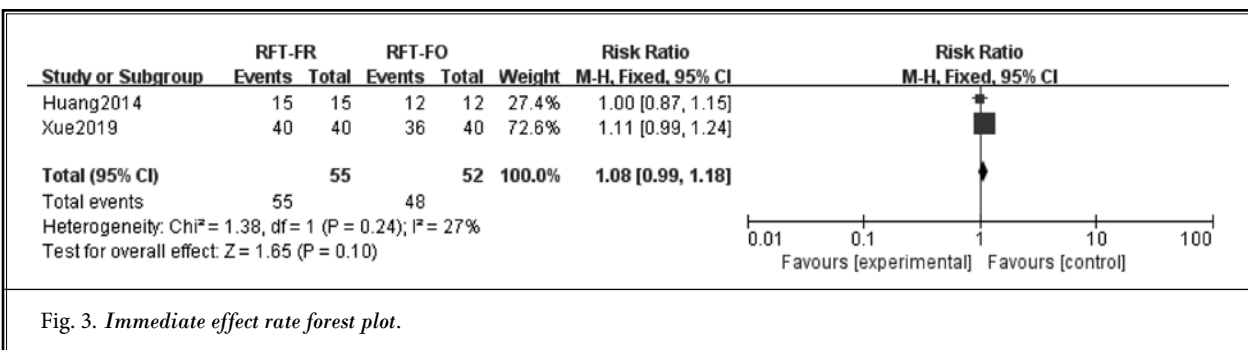 RFT-FR RFT-FO Risk Ratio Risk Ratio
Study or Subgroup Events Total Events Total Weight M-H, Fixed, 95% CI M-H, Fixed, 95% CI
Huang2014 15 15 12 12 27.4% 1.00 [0.87, 1.15]
Xue2019 40 40 36 40 72.6% 1.11 [0.99, 1.24]
Total (95% CI) 55 52 100.0% 1.08 [0.99, 1.18]
Total events 55 48
Heterogeneity: Chi² = 1.38, df = 1 (P = 0.24); I² = 27%
Test for overall effect: Z = 1.65 (P = 0.10)
0.01 0.1 1 10 100
Favours [experimental] Favours [control]
Fig. 3. Immediate effect rate forest plot.